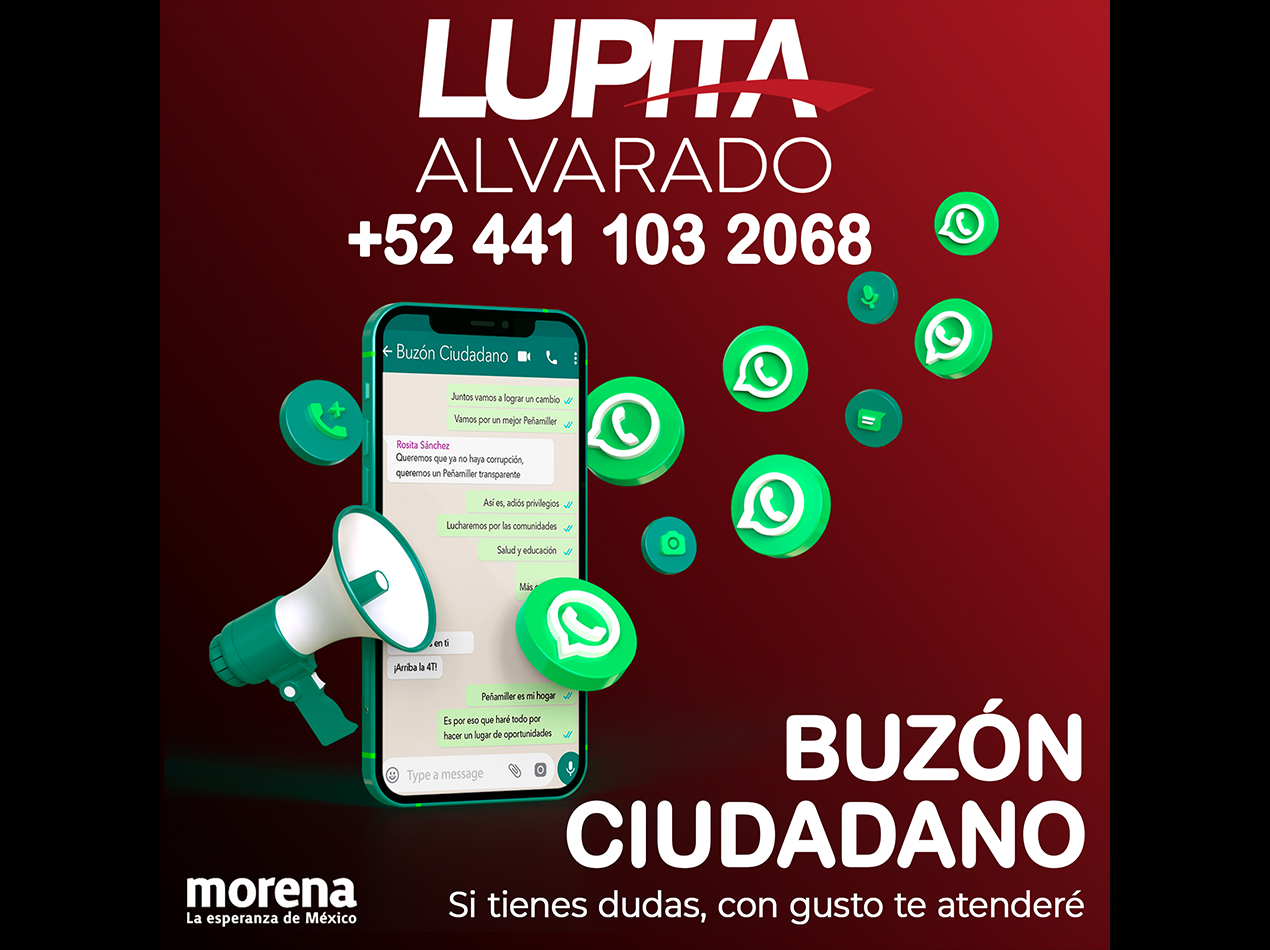 LUPITA
ALVARADO
+52 441 103 2068
Buzón Ciudadano
Juntos vamos a lograr un cambio
Vamos por un mejor Peñamiller
Rosita Sánchez
Queremos que ya no haya corrupción,
queremos un Peñamiller transparente
Así es, adiós privilegios
Lucharemos por las comunidades
Salud y educación
Más
en ti
¡Arriba la 4T!
Peñamiller es mi hogar
Es por eso que haré todo por
hacer un lugar de oportunidades
Type a message
BUZÓN
CIUDADANO
Si tienes dudas, con gusto te atenderé
morena
La esperanza de México